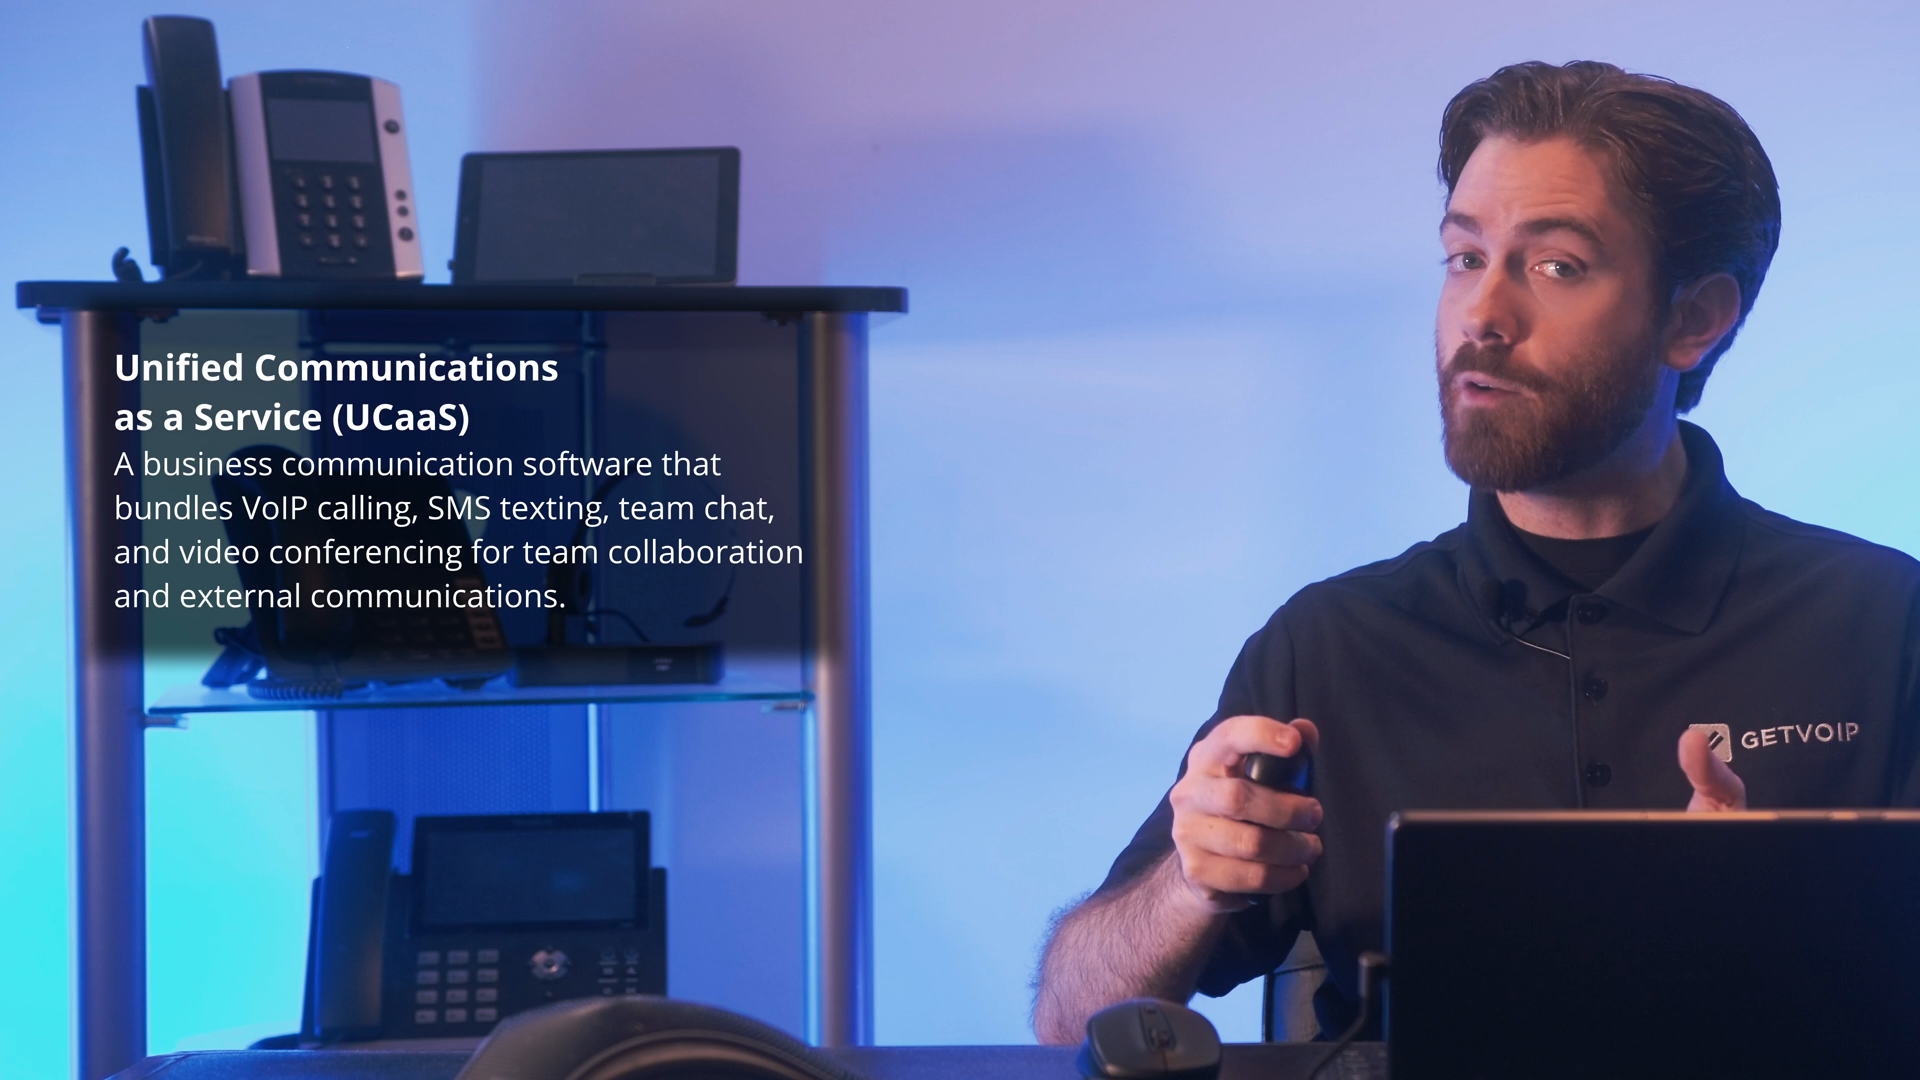 Unified Communications
as a Service (UCaaS)
A business communication software that
bundles VoIP calling, SMS texting, team chat,
and video conferencing for team collaboration
and external communications.
GETVOIP